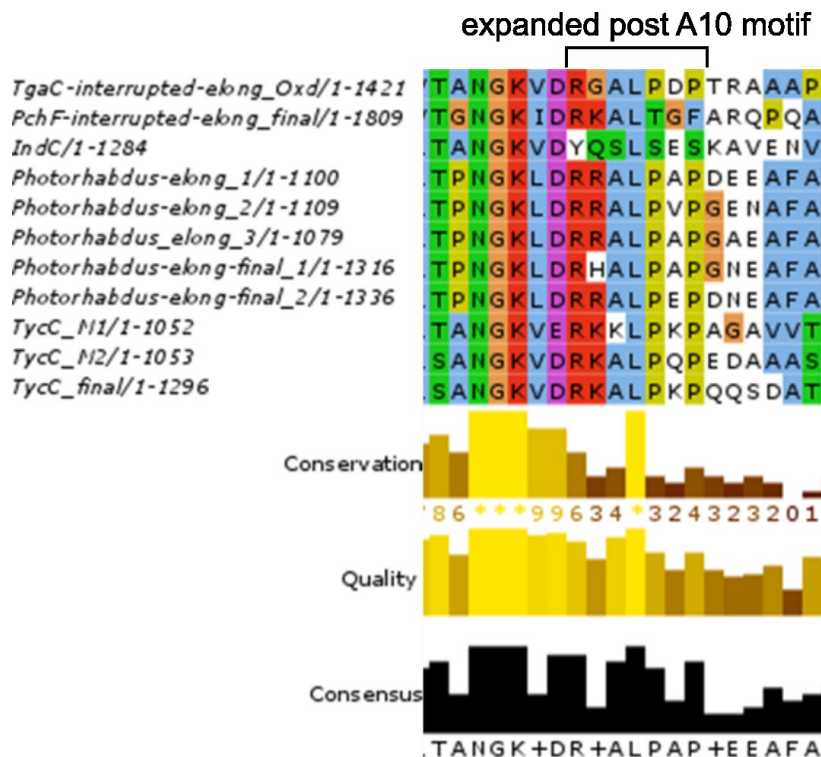 expanded post A10 motif
TgaC-interrupted-elong_Oxd/1-1421 TANGKVDRGALPDPTRAAAP
PchF-interrupted-elong_final/1-1809 TGNGKIDRKALTGFARQPQA
IndC/1-1284 TANGKVDYQSLSESKAVENV
Photorhabdus-elong_1/1-1100 TPNGKLDRRALPAPDEEAFA
Photorhabdus-elong_2/1-1109 TPNGKLDRRALPVPGENAFA
Photorhabdus_elong_3/1-1079 TPNGKLDRRALPAPGAEAFA
Photorhabdus-elong-final_1/1-1316 TPNGKLDRHALPAPGNEAFA
Photorhabdus-elong-final_2/1-1336 TPNGKLDRRALPEPDNEAFA
TycC_M1/1-1052 TANGKVERKKLPKPAGAVVT
TycC_M2/1-1053 SANGKVDRKALPQPEDAAAS
TycC_final/1-1296 SANGKVDRKALPKPQQSDAT
Conservation
86***99634*324323201
Quality
Consensus
TANGK+DR+ALPAP+EEAFA